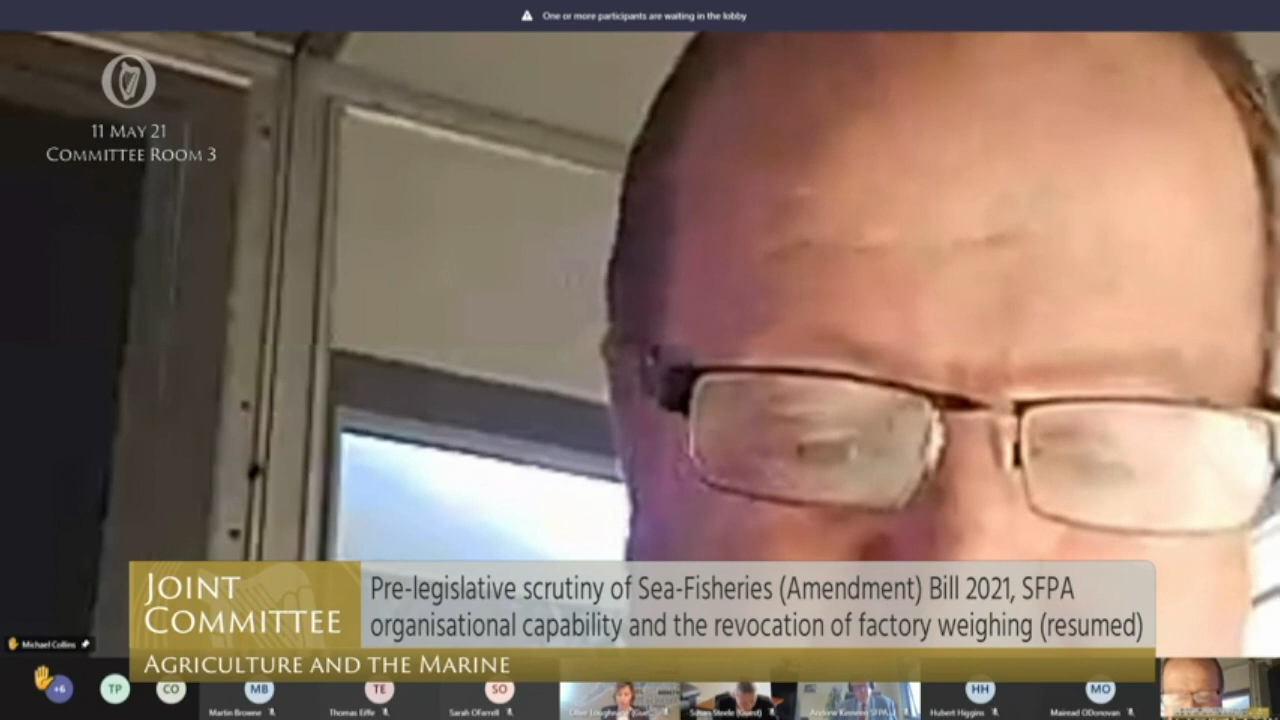 One or more participants are waiting in the lobby
11 May 21
Committee Room 3
Joint
Committee
Pre-legislative scrutiny of Sea-Fisheries (Amendment) Bill 2021, SFPA
organisational capability and the revocation of factory weighing (resumed)
Michael Collins
Agriculture and the Marine
+6
TP
CO
MB
TE
SO
HH
MO
Martin Browne
Thomas Eiffe
Sarah OFarrell
Susan Steele (Guest)
Hubert Higgins
Mairead ODonovan